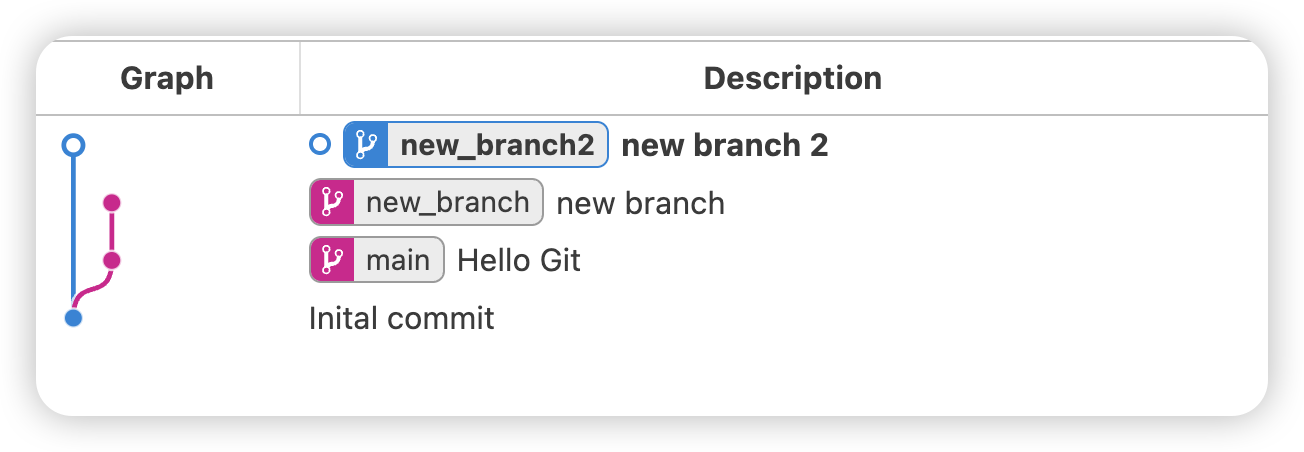 Graph Description
new_branch2 new branch 2
new_branch new branch
main Hello Git
Inital commit